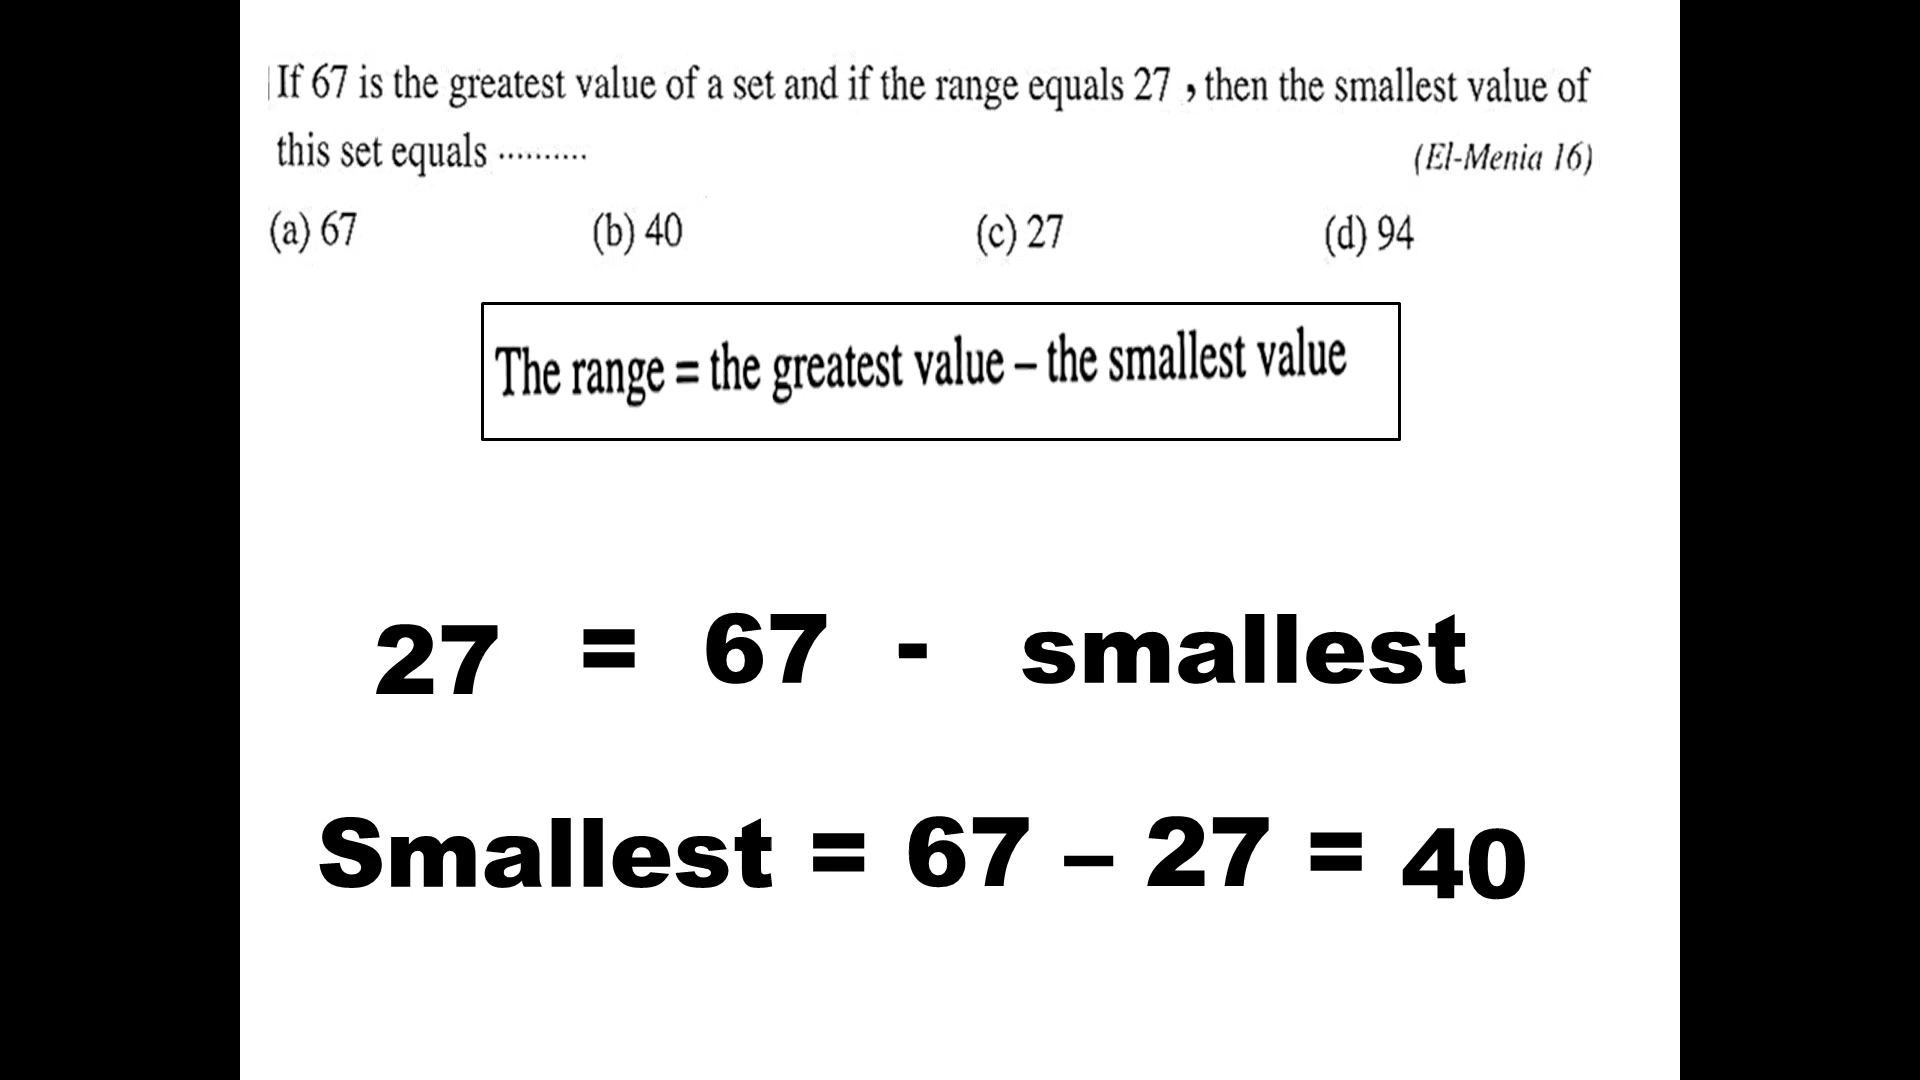 If 67 is the greatest value of a set and if the range equals 27 , then the smallest value of
this set equals ·········· (El-Menia 16)
(a) 67 (b) 40 (c) 27 (d) 94
The range = the greatest value – the smallest value
27 = 67 - smallest
Smallest = 67 – 27 = 40